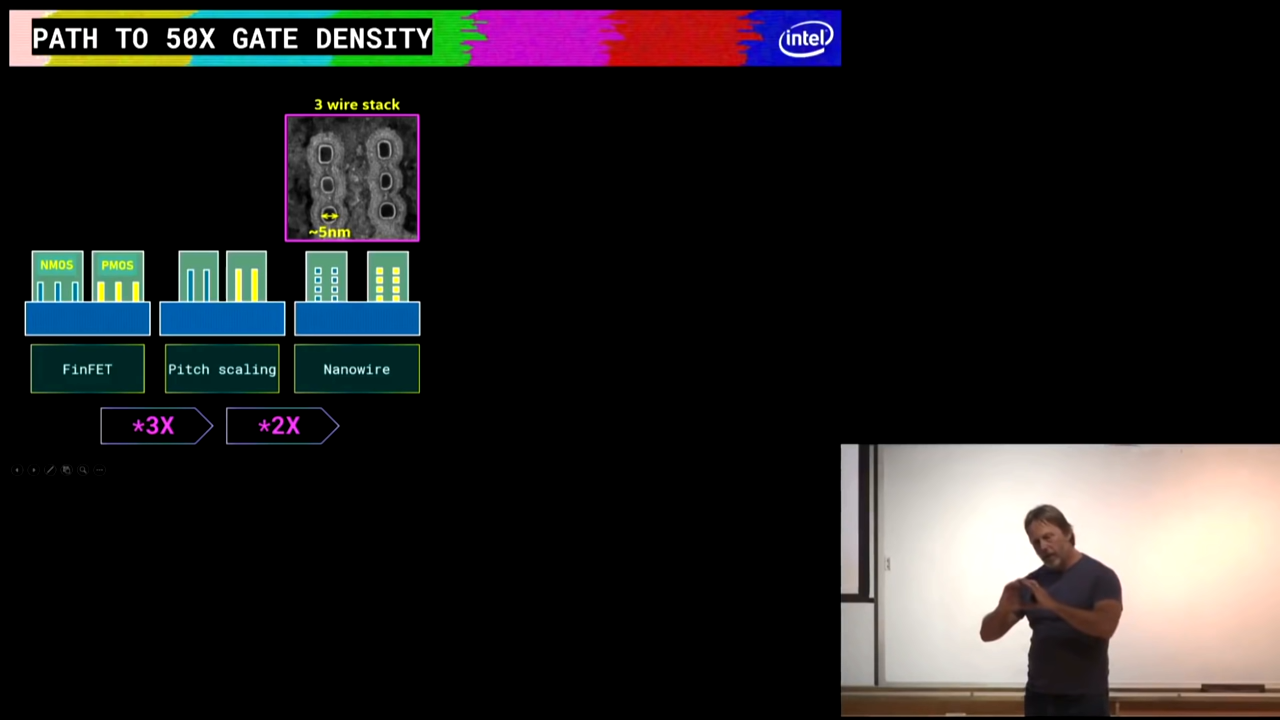 PATH TO 50X GATE DENSITY
intel
3 wire stack
~5nm
NMOS
PMOS
FinFET
Pitch scaling
Nanowire
*3X
*2X